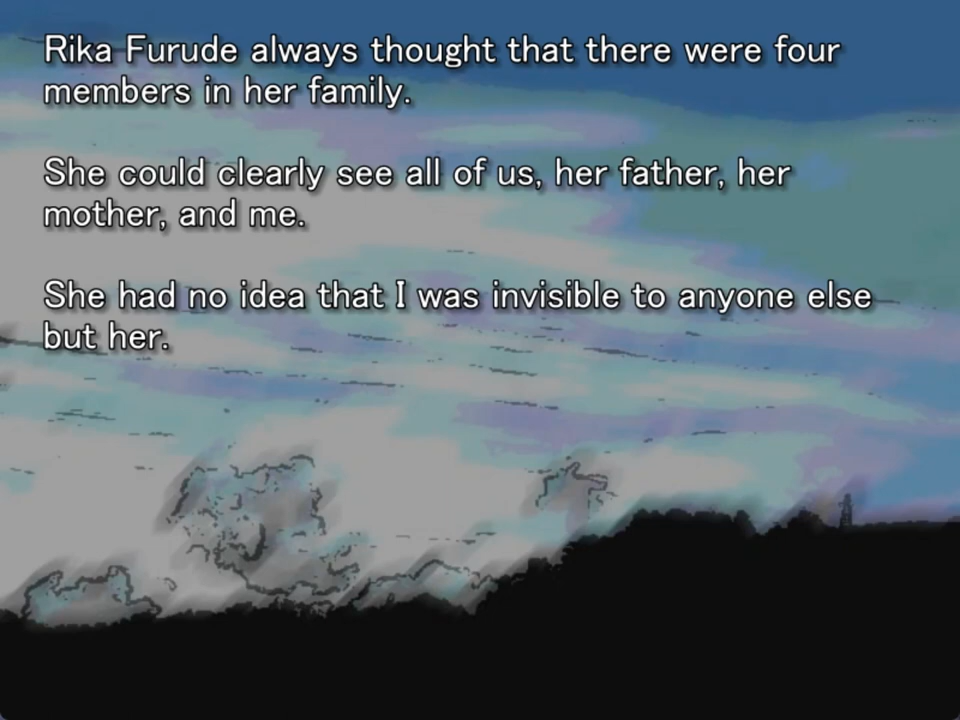 Rika Furude always thought that there were four
members in her family.
She could clearly see all of us, her father, her
mother, and me.
She had no idea that I was invisible to anyone else
but her.